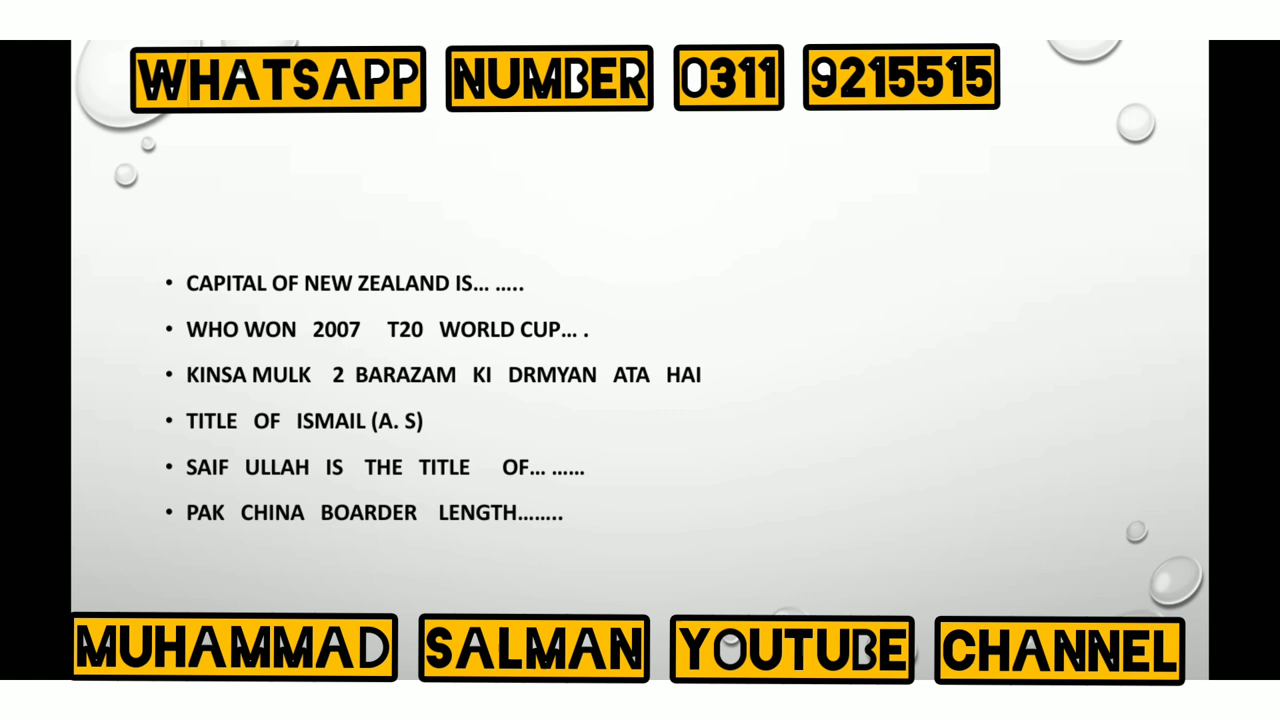 WHATSAPP NUMBER 0311 9215515
• CAPITAL OF NEW ZEALAND IS... .....
• WHO WON 2007 T20 WORLD CUP... .
• KINSA MULK 2 BARAZAM KI DRMYAN ATA HAI
• TITLE OF ISMAIL (A. S)
• SAIF ULLAH IS THE TITLE OF... ......
• PAK CHINA BOARDER LENGTH........
MUHAMMAD SALMAN YOUTUBE CHANNEL